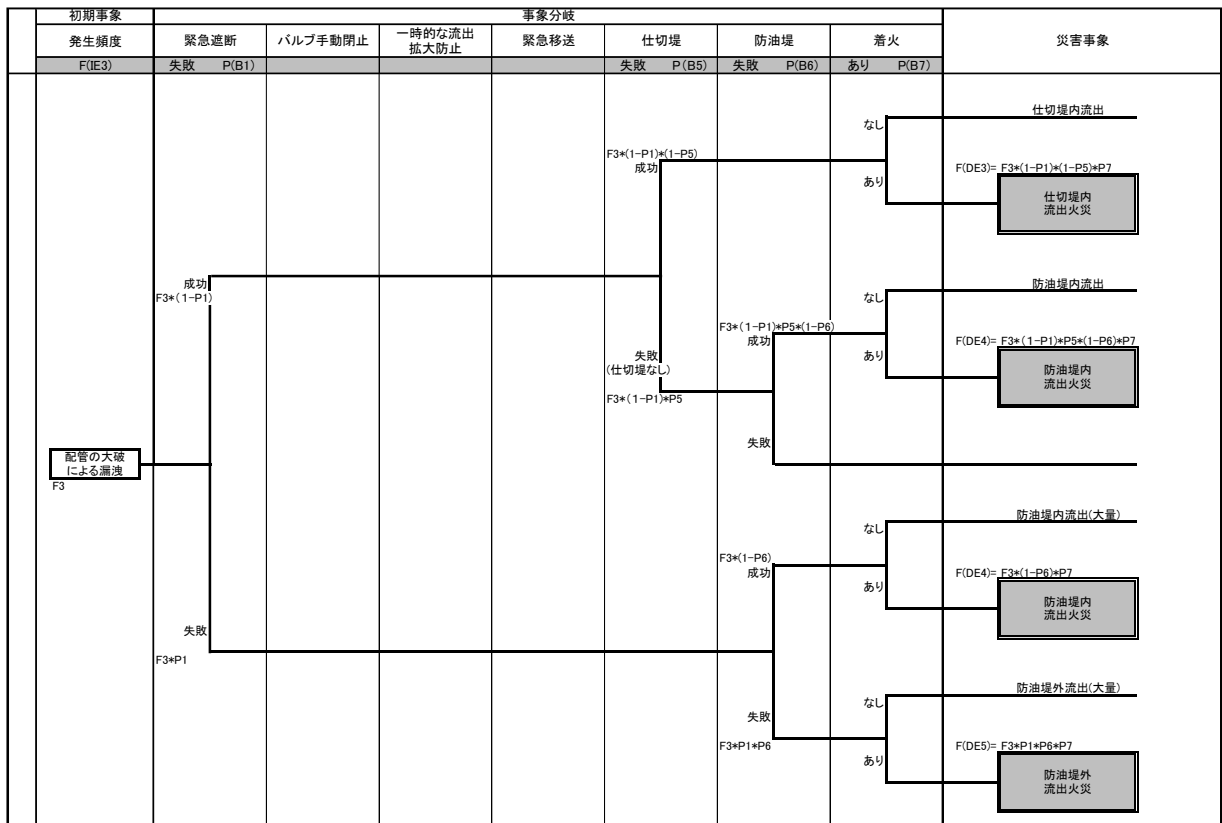 初期事象
事象分岐
発生頻度
緊急遮断
バルブ手動閉止
一時的な流出
拡大防止
緊急移送
仕切堤
防油堤
着火
災害事象
F(IE3)
失敗 P(B1)
失敗 P(B5)
失敗 P(B6)
あり P(B7)
仕切堤内流出
なし
F3*(1-P1)*(1-P5)
成功
あり
F(DE3)= F3*(1-P1)*(1-P5)*P7
仕切堤内
流出火災
成功
F3*(1-P1)
防油堤内流出
なし
F3*(1-P1)*P5*(1-P6)
成功
失敗
(仕切堤なし)
あり
F(DE4)= F3*(1-P1)*P5*(1-P6)*P7
防油堤内
流出火災
F3*(1-P1)*P5
失敗
配管の大破
による漏洩
F3
防油堤内流出(大量)
なし
F3*(1-P6)
成功
あり
F(DE4)= F3*(1-P6)*P7
防油堤内
流出火災
失敗
F3*P1
防油堤外流出(大量)
なし
失敗
F3*P1*P6
あり
F(DE5)= F3*P1*P6*P7
防油堤外
流出火災